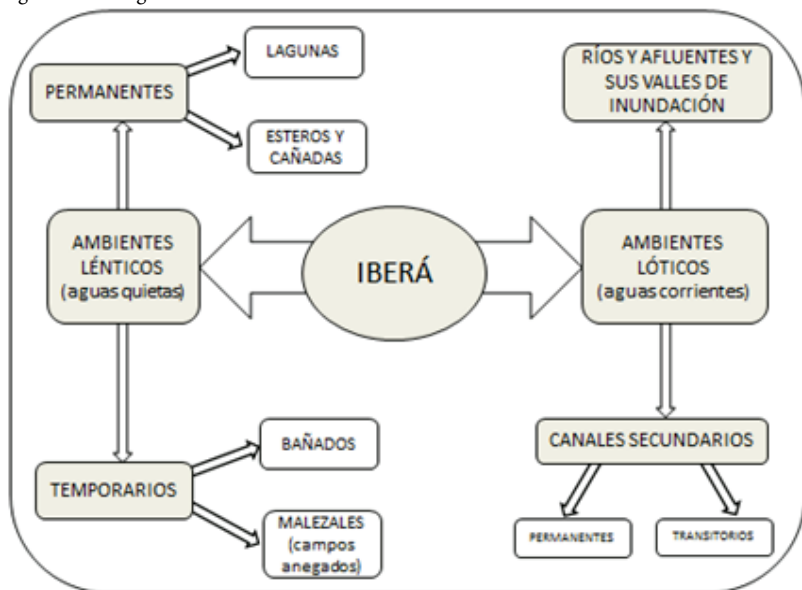 LAGUNAS
PERMANENTES
ESTEROS Y
CAÑADAS
AMBIENTES
LÉNTICOS
(aguas quietas)
TEMPORARIOS
BAÑADOS
MALEZALES
(campos
anegados)
IBERÁ
RÍOS Y AFLUENTES Y
SUS VALLES DE
INUNDACIÓN
AMBIENTES
LÓTICOS
(aguas corrientes)
CANALES SECUNDARIOS
PERMANENTES
TRANSITORIOS